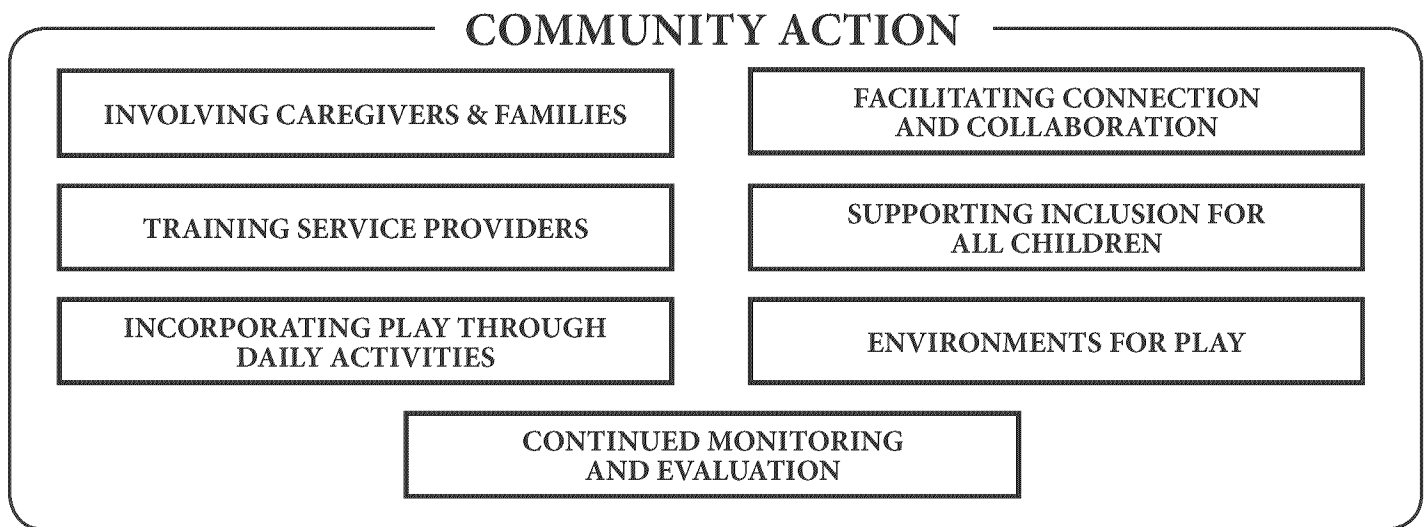 COMMUNITY ACTION
INVOLVING CAREGIVERS & FAMILIES
FACILITATING CONNECTION
AND COLLABORATION
TRAINING SERVICE PROVIDERS
SUPPORTING INCLUSION FOR
ALL CHILDREN
INCORPORATING PLAY THROUGH
DAILY ACTIVITIES
ENVIRONMENTS FOR PLAY
CONTINUED MONITORING
AND EVALUATION